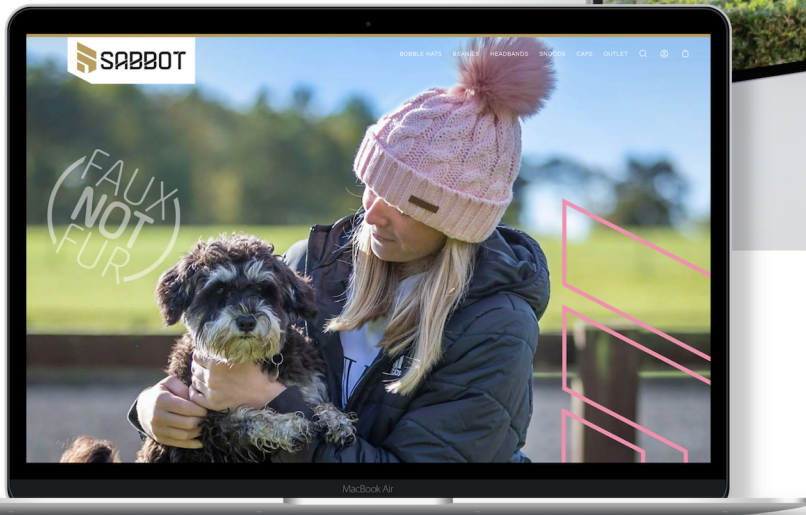 SABBOT
BOBBLE HATS BEANIES HEADBANDS SNOODS CAPS OUTLET
FAUX
NOT
FUR
MacBook Air